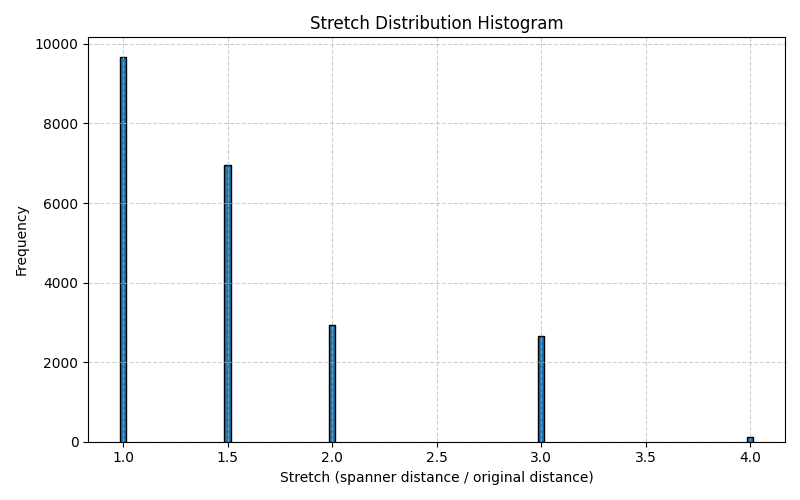 Stretch Distribution Histogram
Frequency
10000
8000
6000
4000
2000
0
1.0 1.5 2.0 2.5 3.0 3.5 4.0
Stretch (spanner distance / original distance)